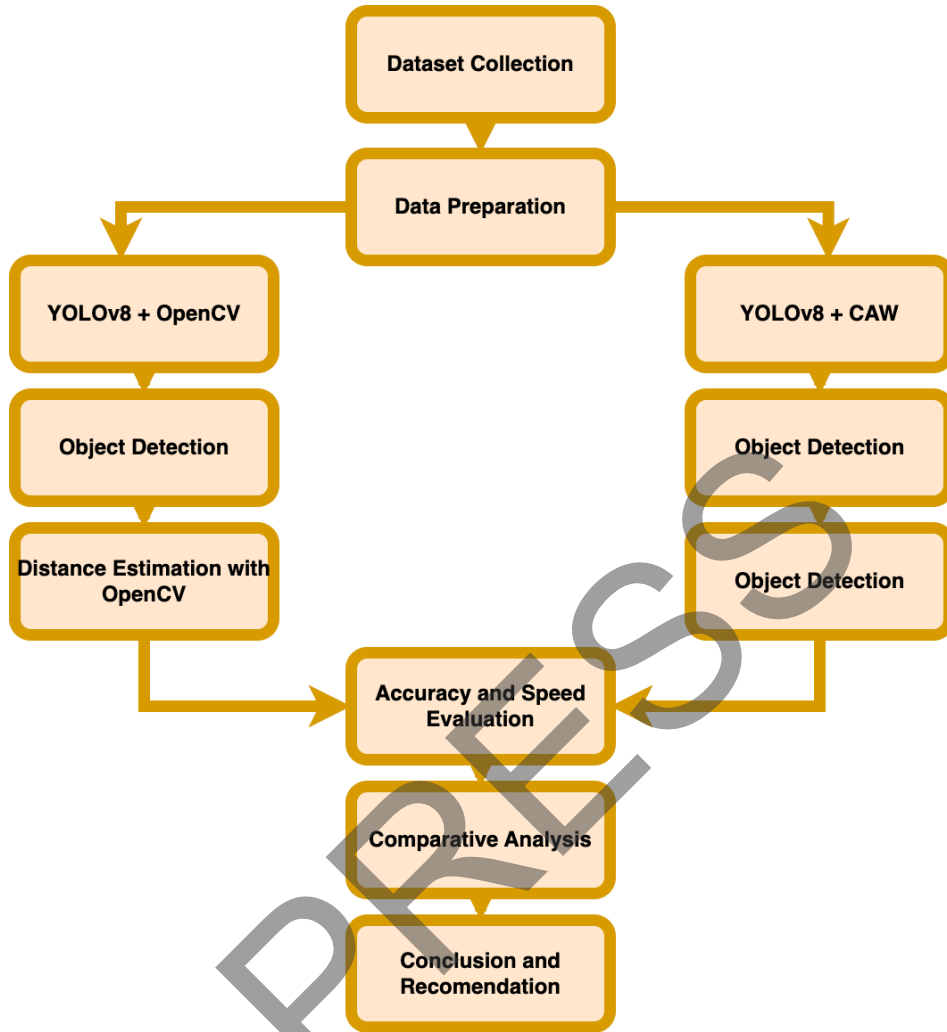 Dataset Collection
Data Preparation
YOLOv8 + OpenCV
YOLOv8 + CAW
Object Detection
Object Detection
Distance Estimation with
OpenCV
Object Detection
Accuracy and Speed
Evaluation
Comparative Analysis
Conclusion and
Recomendation
PRESS